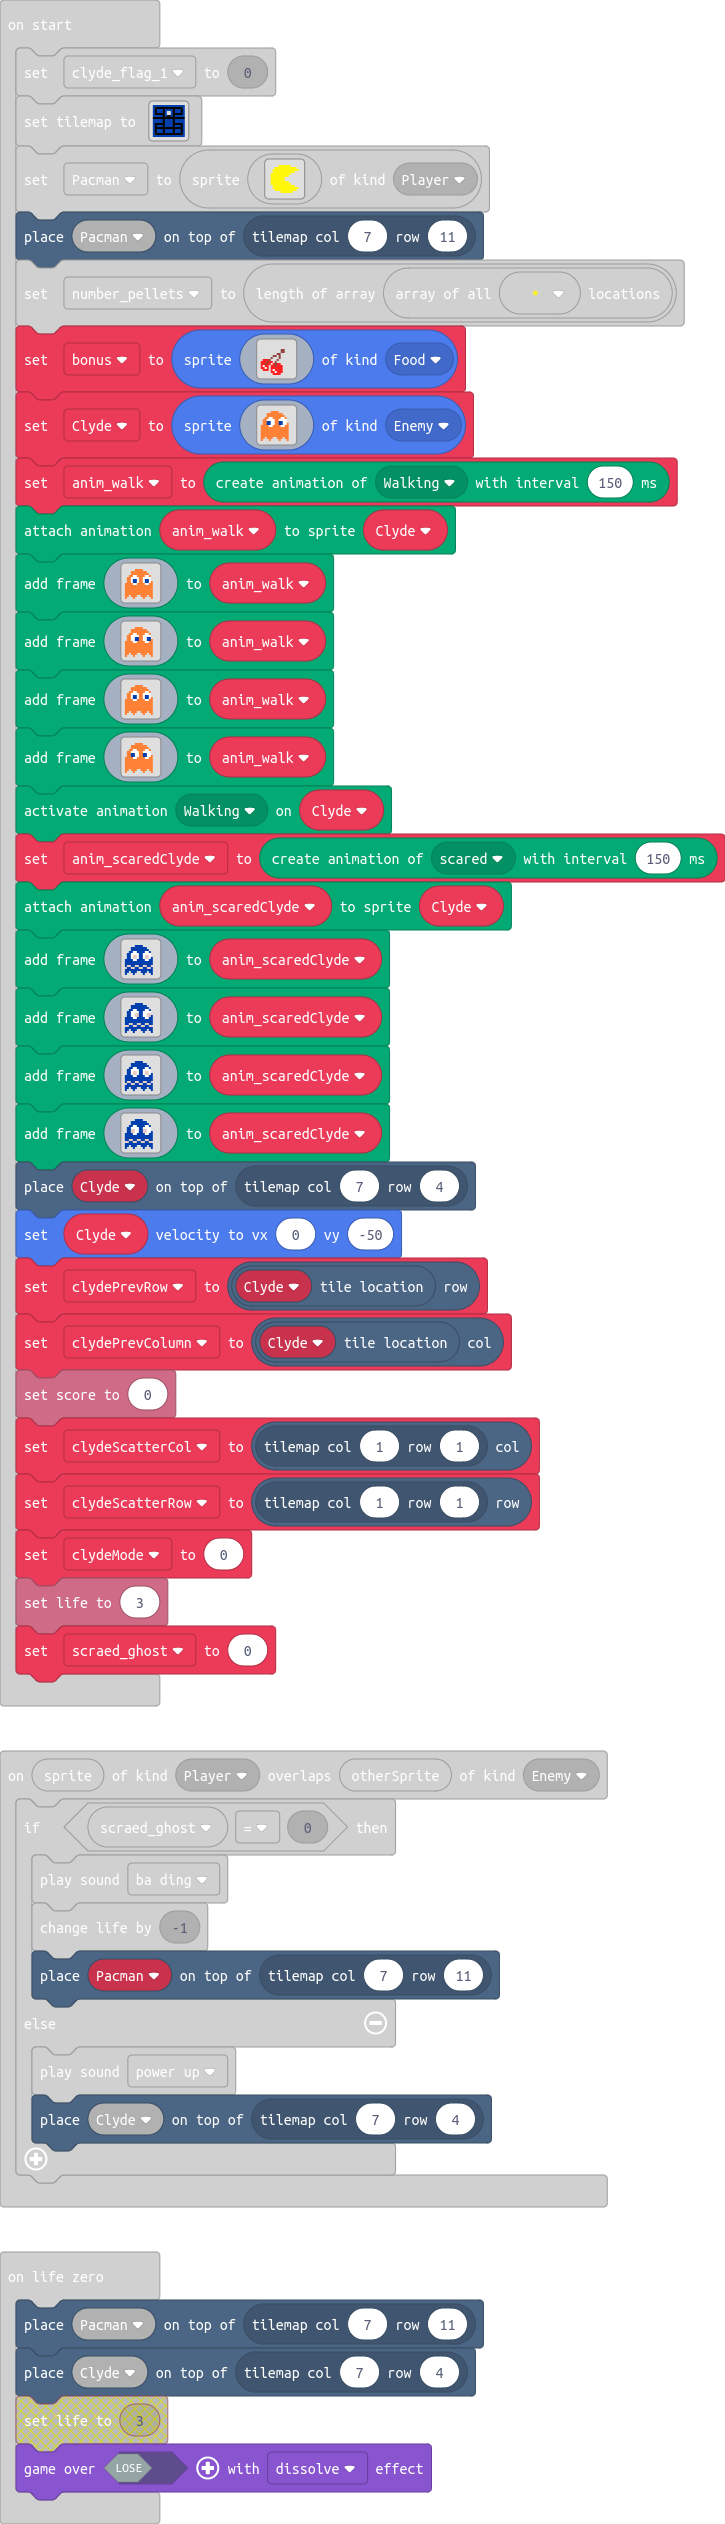 on start
set clyde_flag_1 to 0
set tilemap to
set Pacman to sprite of kind Player
place Pacman on top of tilemap col 7 row 11
set number_pellets to length of array array of all locations
set bonus to sprite of kind Food
set Clyde to sprite of kind Enemy
set anim_walk to create animation of Walking with interval 150 ms
attach animation anim_walk to sprite Clyde
add frame to anim_walk
add frame to anim_walk
add frame to anim_walk
add frame to anim_walk
activate animation Walking on Clyde
set anim_scaredClyde to create animation of scared with interval 150 ms
attach animation anim_scaredClyde to sprite Clyde
add frame to anim_scaredClyde
add frame to anim_scaredClyde
add frame to anim_scaredClyde
add frame to anim_scaredClyde
place Clyde on top of tilemap col 7 row 4
set Clyde velocity to vx 0 vy -50
set clydePrevRow to Clyde tile location row
set clydePrevColumn to Clyde tile location col
set score to 0
set clydeScatterCol to tilemap col 1 row 1 col
set clydeScatterRow to tilemap col 1 row 1 row
set clydeMode to 0
set life to 3
set scraed_ghost to 0
on sprite of kind Player overlaps otherSprite of kind Enemy
if scraed_ghost = 0 then
play sound ba ding
change life by -1
place Pacman on top of tilemap col 7 row 11
else
play sound power up
place Clyde on top of tilemap col 7 row 4
on life zero
place Pacman on top of tilemap col 7 row 11
place Clyde on top of tilemap col 7 row 4
set life to 3
game over LOSE with dissolve effect